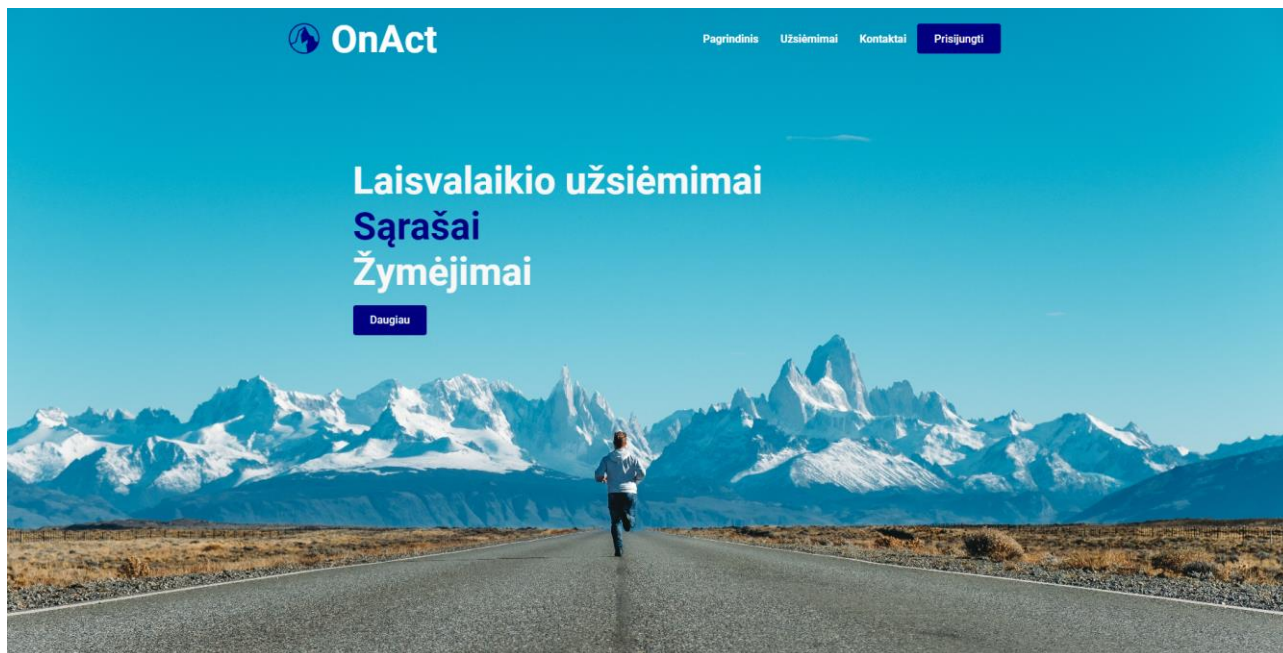 OnAct
Pagrindinis Užsiėmimai Kontaktai Prisijungti
Laisvalaikio užsiėmimai
Sąrašai
Žymėjimai
Daugiau